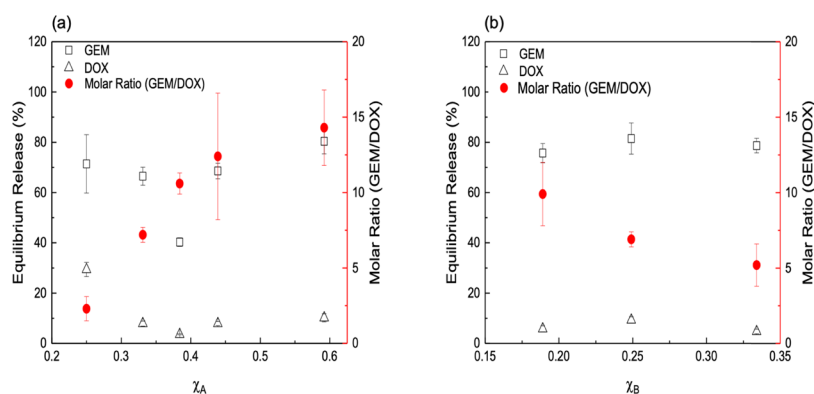 (a)
GEM
DOX
Molar Ratio (GEM/DOX)
Equilibrium Release (%)
120
100
80
60
40
20
0
20
15
10
5
0
Molar Ratio (GEM/DOX)
0.2 0.3 0.4 0.5 0.6
χA
(b)
GEM
DOX
Molar Ratio (GEM/DOX)
Equilibrium Release (%)
120
100
80
60
40
20
0
20
15
10
5
0
Molar Ratio (GEM/DOX)
0.15 0.20 0.25 0.30 0.35
χB